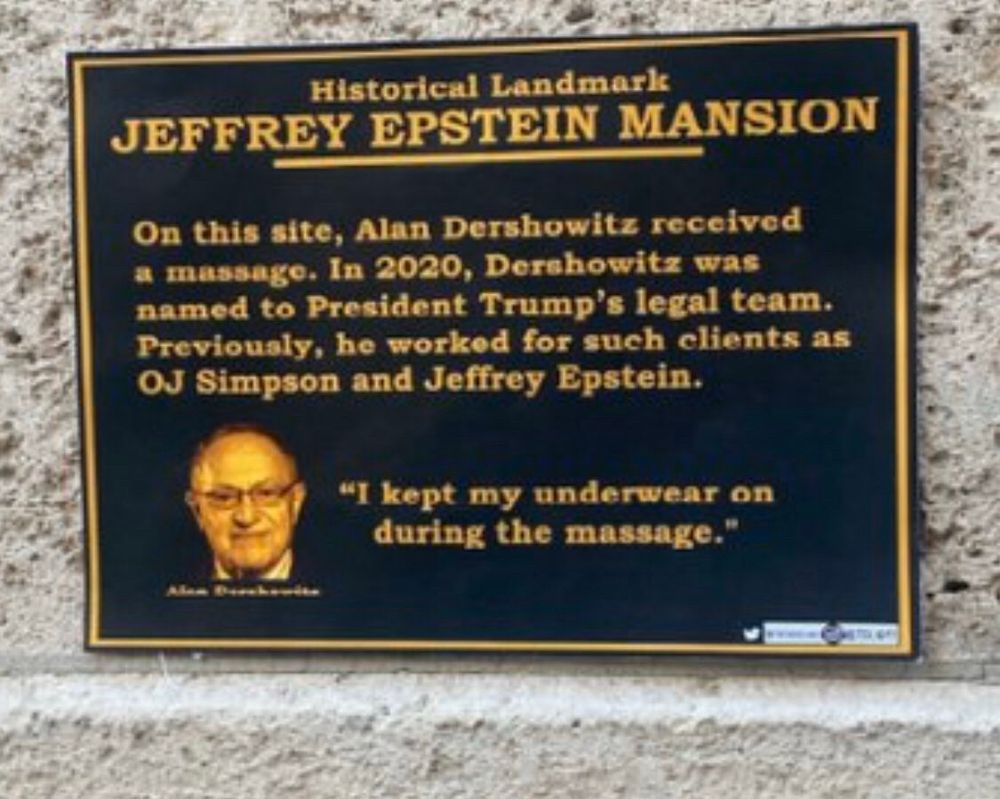 Historical Landmark
JEFFREY EPSTEIN MANSION
On this site, Alan Dershowitz received
a massage. In 2020, Dershowitz was
named to President Trump's legal team.
Previously, he worked for such clients as
OJ Simpson and Jeffrey Epstein.
“I kept my underwear on
during the massage."
Alan Dershowitz